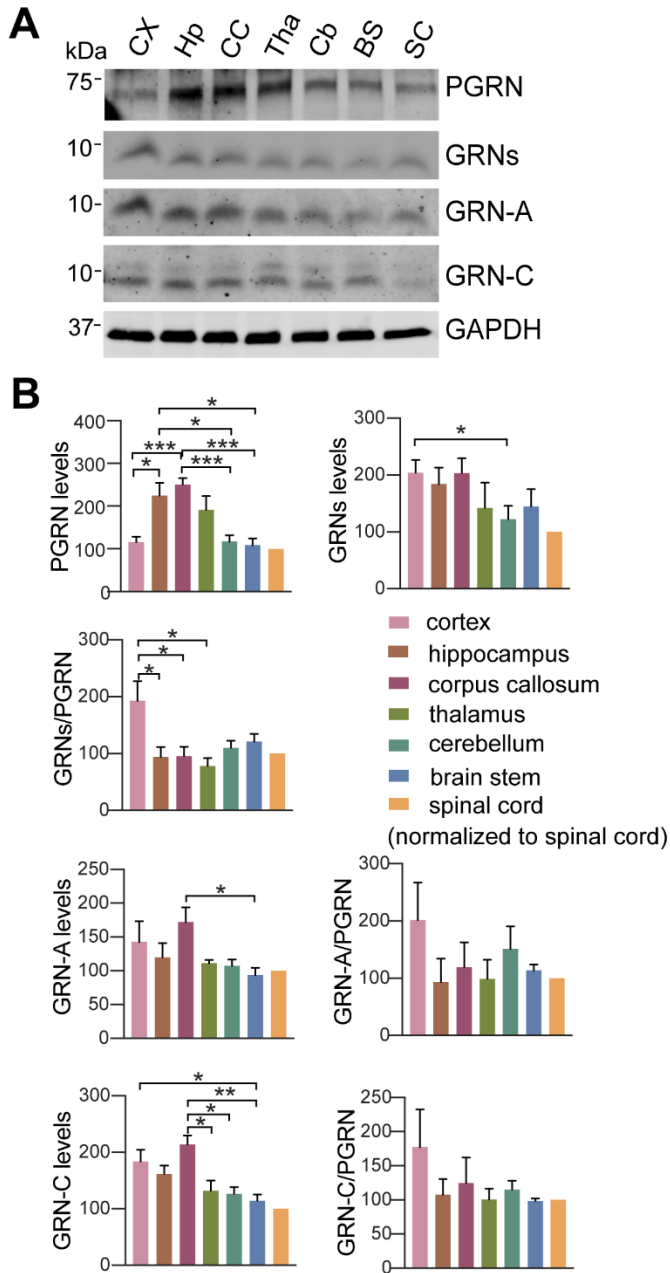 A
kDa CX Hp CC Tha Cb BS SC
75 PGRN
10 GRNs
10 GRN-A
10 GRN-C
37 GAPDH
B
PGRN levels
400
300
200
100
0
* * *** *** * ***
GRNs levels
300
200
100
0
*
GRNs/PGRN
300
200
100
0
* * *
cortex
hippocampus
corpus callosum
thalamus
cerebellum
brain stem
spinal cord
(normalized to spinal cord)
GRN-A levels
250
200
150
100
50
0
*
GRN-A/PGRN
300
200
100
0
GRN-C levels
300
200
100
0
* ** * *
GRN-C/PGRN
250
200
150
100
50
0